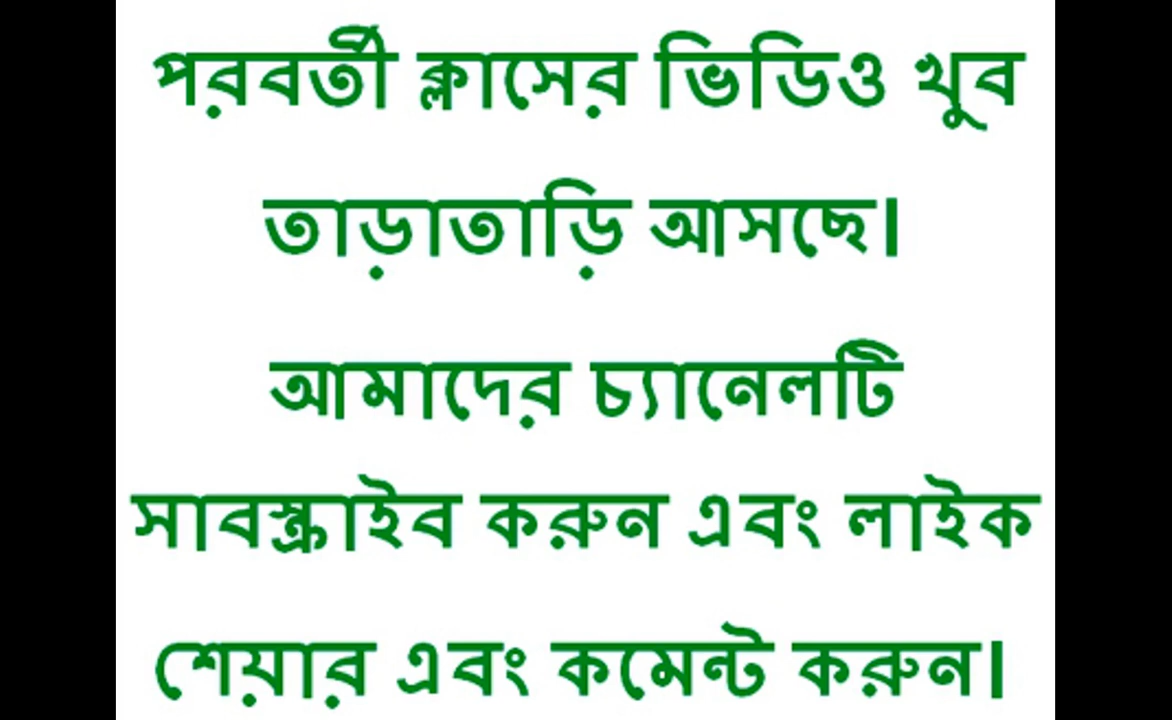 পরবর্তী ক্লাসের ভিডিও খুব
তাড়াতাড়ি আসছে।
আমাদের চ্যানেলটি
সাবস্ক্রাইব করুন এবং লাইক
শেয়ার এবং কমেন্ট করুন।